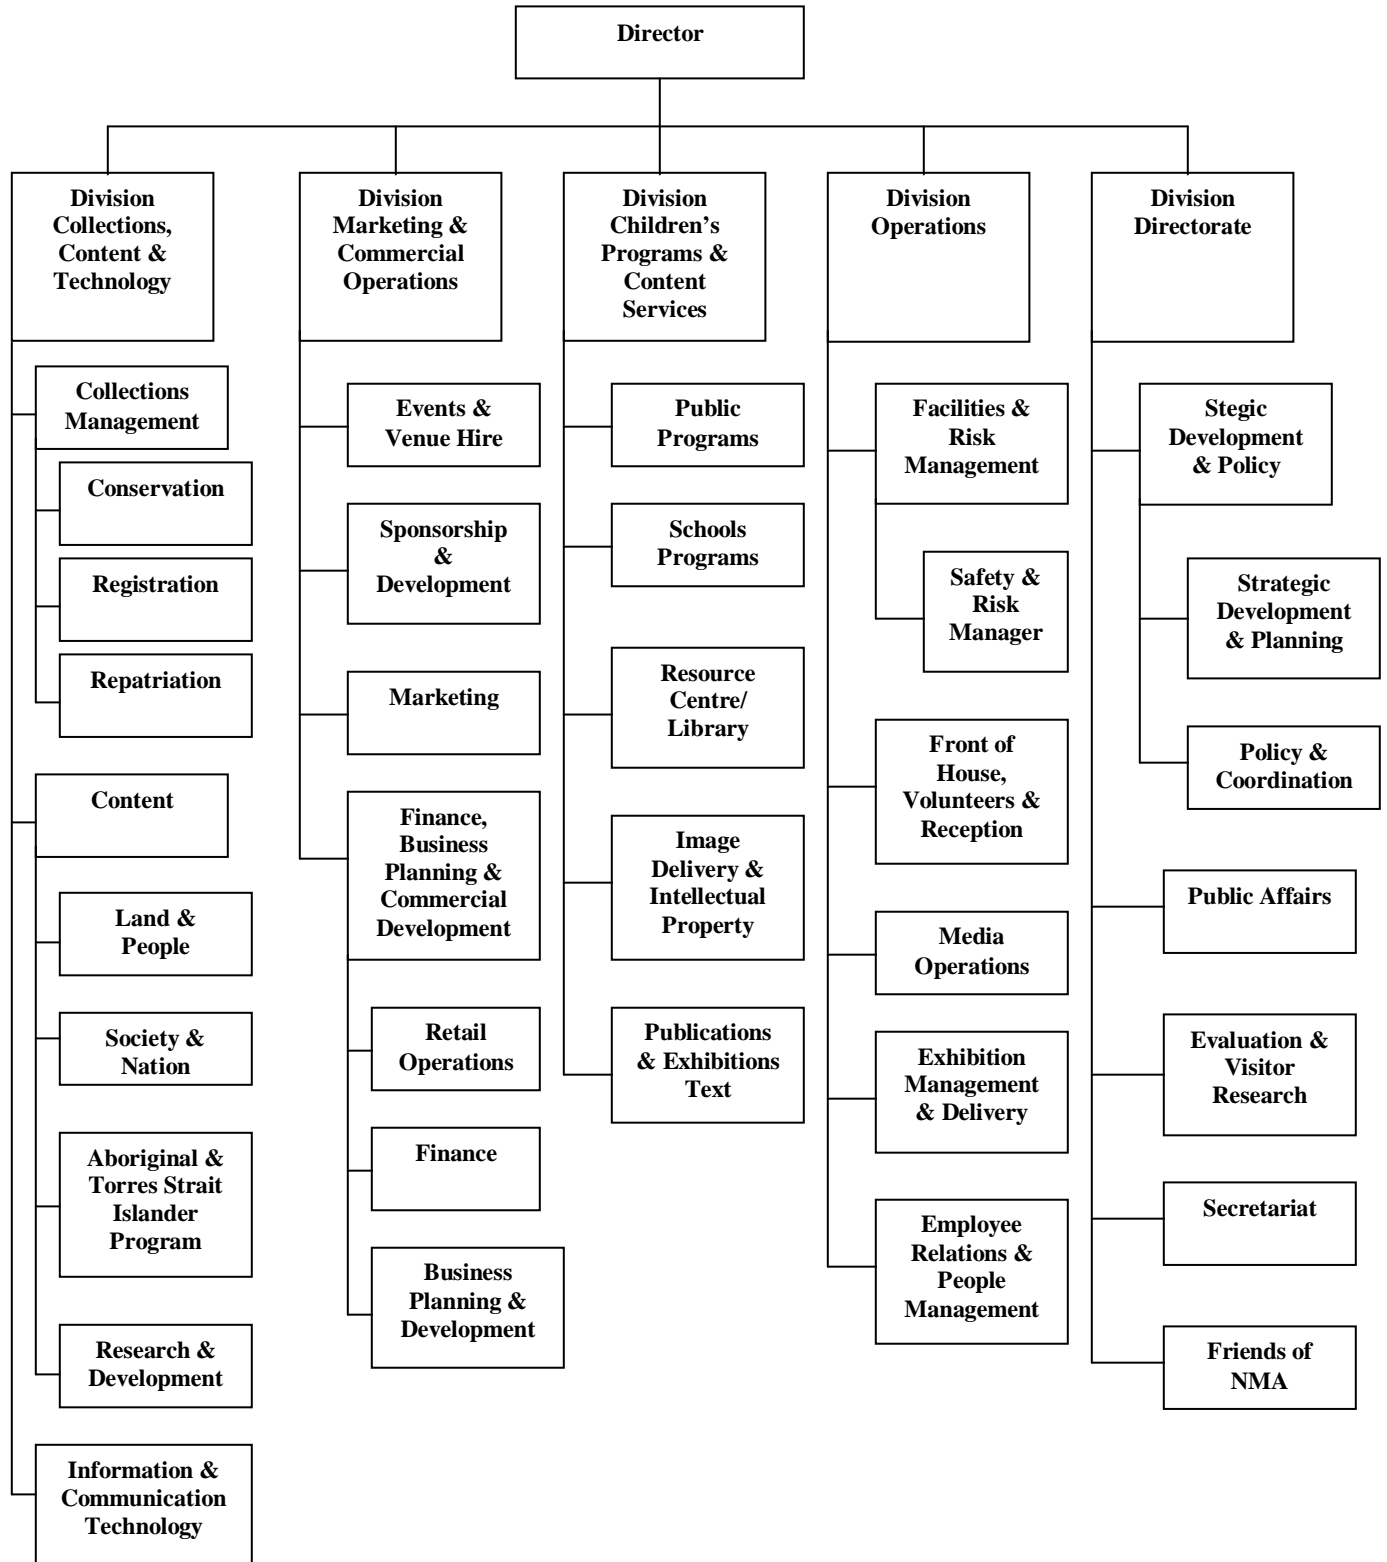 Director
Division
Collections,
Content &
Technology
Collections
Management
Conservation
Registration
Repatriation
Content
Land &
People
Society &
Nation
Aboriginal &
Torres Strait
Islander
Program
Research &
Development
Information &
Communication
Technology
Division
Marketing &
Commercial
Operations
Events &
Venue Hire
Sponsorship
&
Development
Marketing
Finance,
Business
Planning &
Commercial
Development
Retail
Operations
Finance
Business
Planning &
Development
Division
Children’s
Programs &
Content
Services
Public
Programs
Schools
Programs
Resource
Centre/
Library
Image
Delivery &
Intellectual
Property
Publications
& Exhibitions
Text
Division
Operations
Facilities &
Risk
Management
Safety &
Risk
Manager
Front of
House,
Volunteers &
Reception
Media
Operations
Exhibition
Management
& Delivery
Employee
Relations &
People
Management
Division
Directorate
Stegic
Development
& Policy
Strategic
Development
& Planning
Policy &
Coordination
Public Affairs
Evaluation &
Visitor
Research
Secretariat
Friends of
NMA